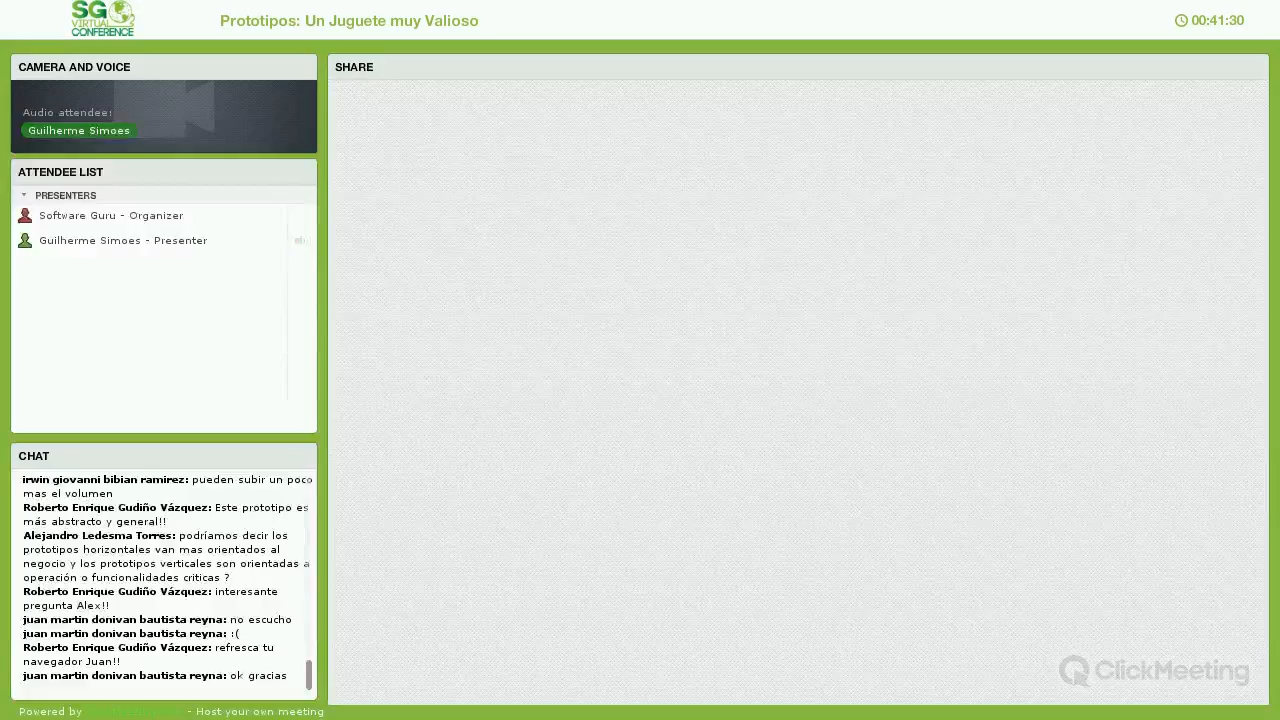 SG
VIRTUAL
CONFERENCE
Prototipos: Un Juguete muy Valioso
00:41:30
CAMERA AND VOICE
Audio attendees
Guilherme Simoes
ATTENDEE LIST
PRESENTERS
Software Guru - Organizer
Guilherme Simoes - Presenter
CHAT
irwin giovanni bibian ramirez: pueden subir un poco
mas el volumen
Roberto Enrique Gudiño Vázquez: Este prototipo es
más abstracto y general!!
Alejandro Ledesma Torres: podríamos decir los
prototipos horizontales van mas orientados al
negocio y los prototipos verticales son orientadas a
operación o funcionalidades criticas ?
Roberto Enrique Gudiño Vázquez: interesante
pregunta Alex!!
juan martin donivan bautista reyna: no escucho
juan martin donivan bautista reyna: :(
Roberto Enrique Gudiño Vázquez: refresca tu
navegador Juan!!
juan martin donivan bautista reyna: ok gracias
Powered by - Host your own meeting
SHARE
ClickMeeting